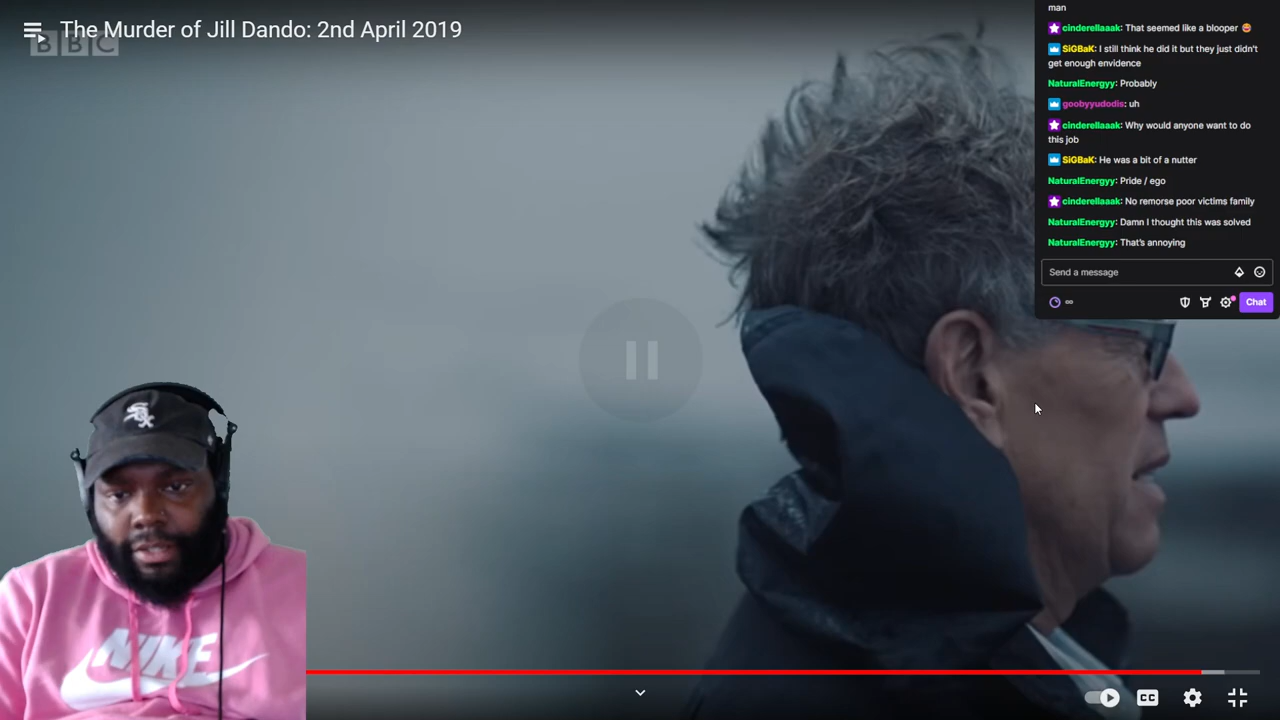 The Murder of Jill Dando: 2nd April 2019
BBC
man
cinderellaaak: That seemed like a blooper
SiGBaK: I still think he did it but they just didn't
get enough envidence
NaturalEnergyy: Probably
goobyyudodis: uh
cinderellaaak: Why would anyone want to do
this job
SiGBaK: He was a bit of a nutter
NaturalEnergyy: Pride / ego
cinderellaaak: No remorse poor victims family
NaturalEnergyy: Damn I thought this was solved
NaturalEnergyy: That's annoying
Send a message
Chat
Sox
NIKE
CC